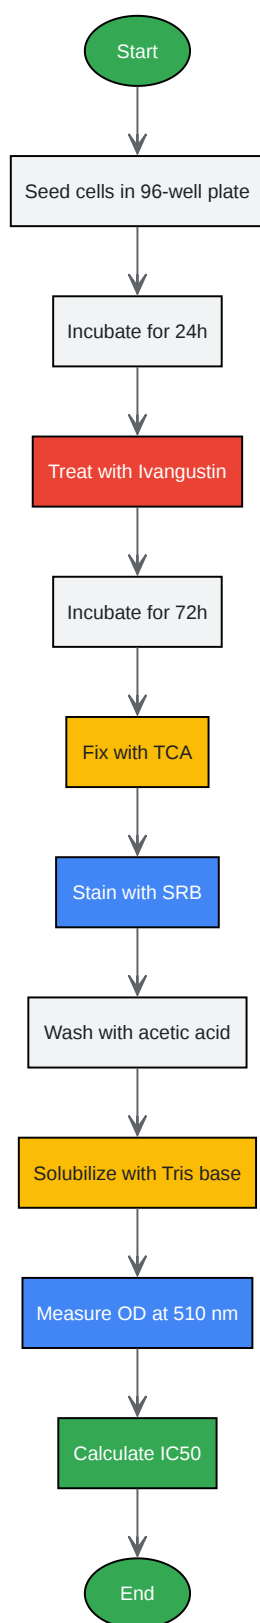 Start
Seed cells in 96-well plate
Incubate for 24h
Treat with Ivangustin
Incubate for 72h
Fix with TCA
Stain with SRB
Wash with acetic acid
Solubilize with Tris base
Measure OD at 510 nm
Calculate IC50
End